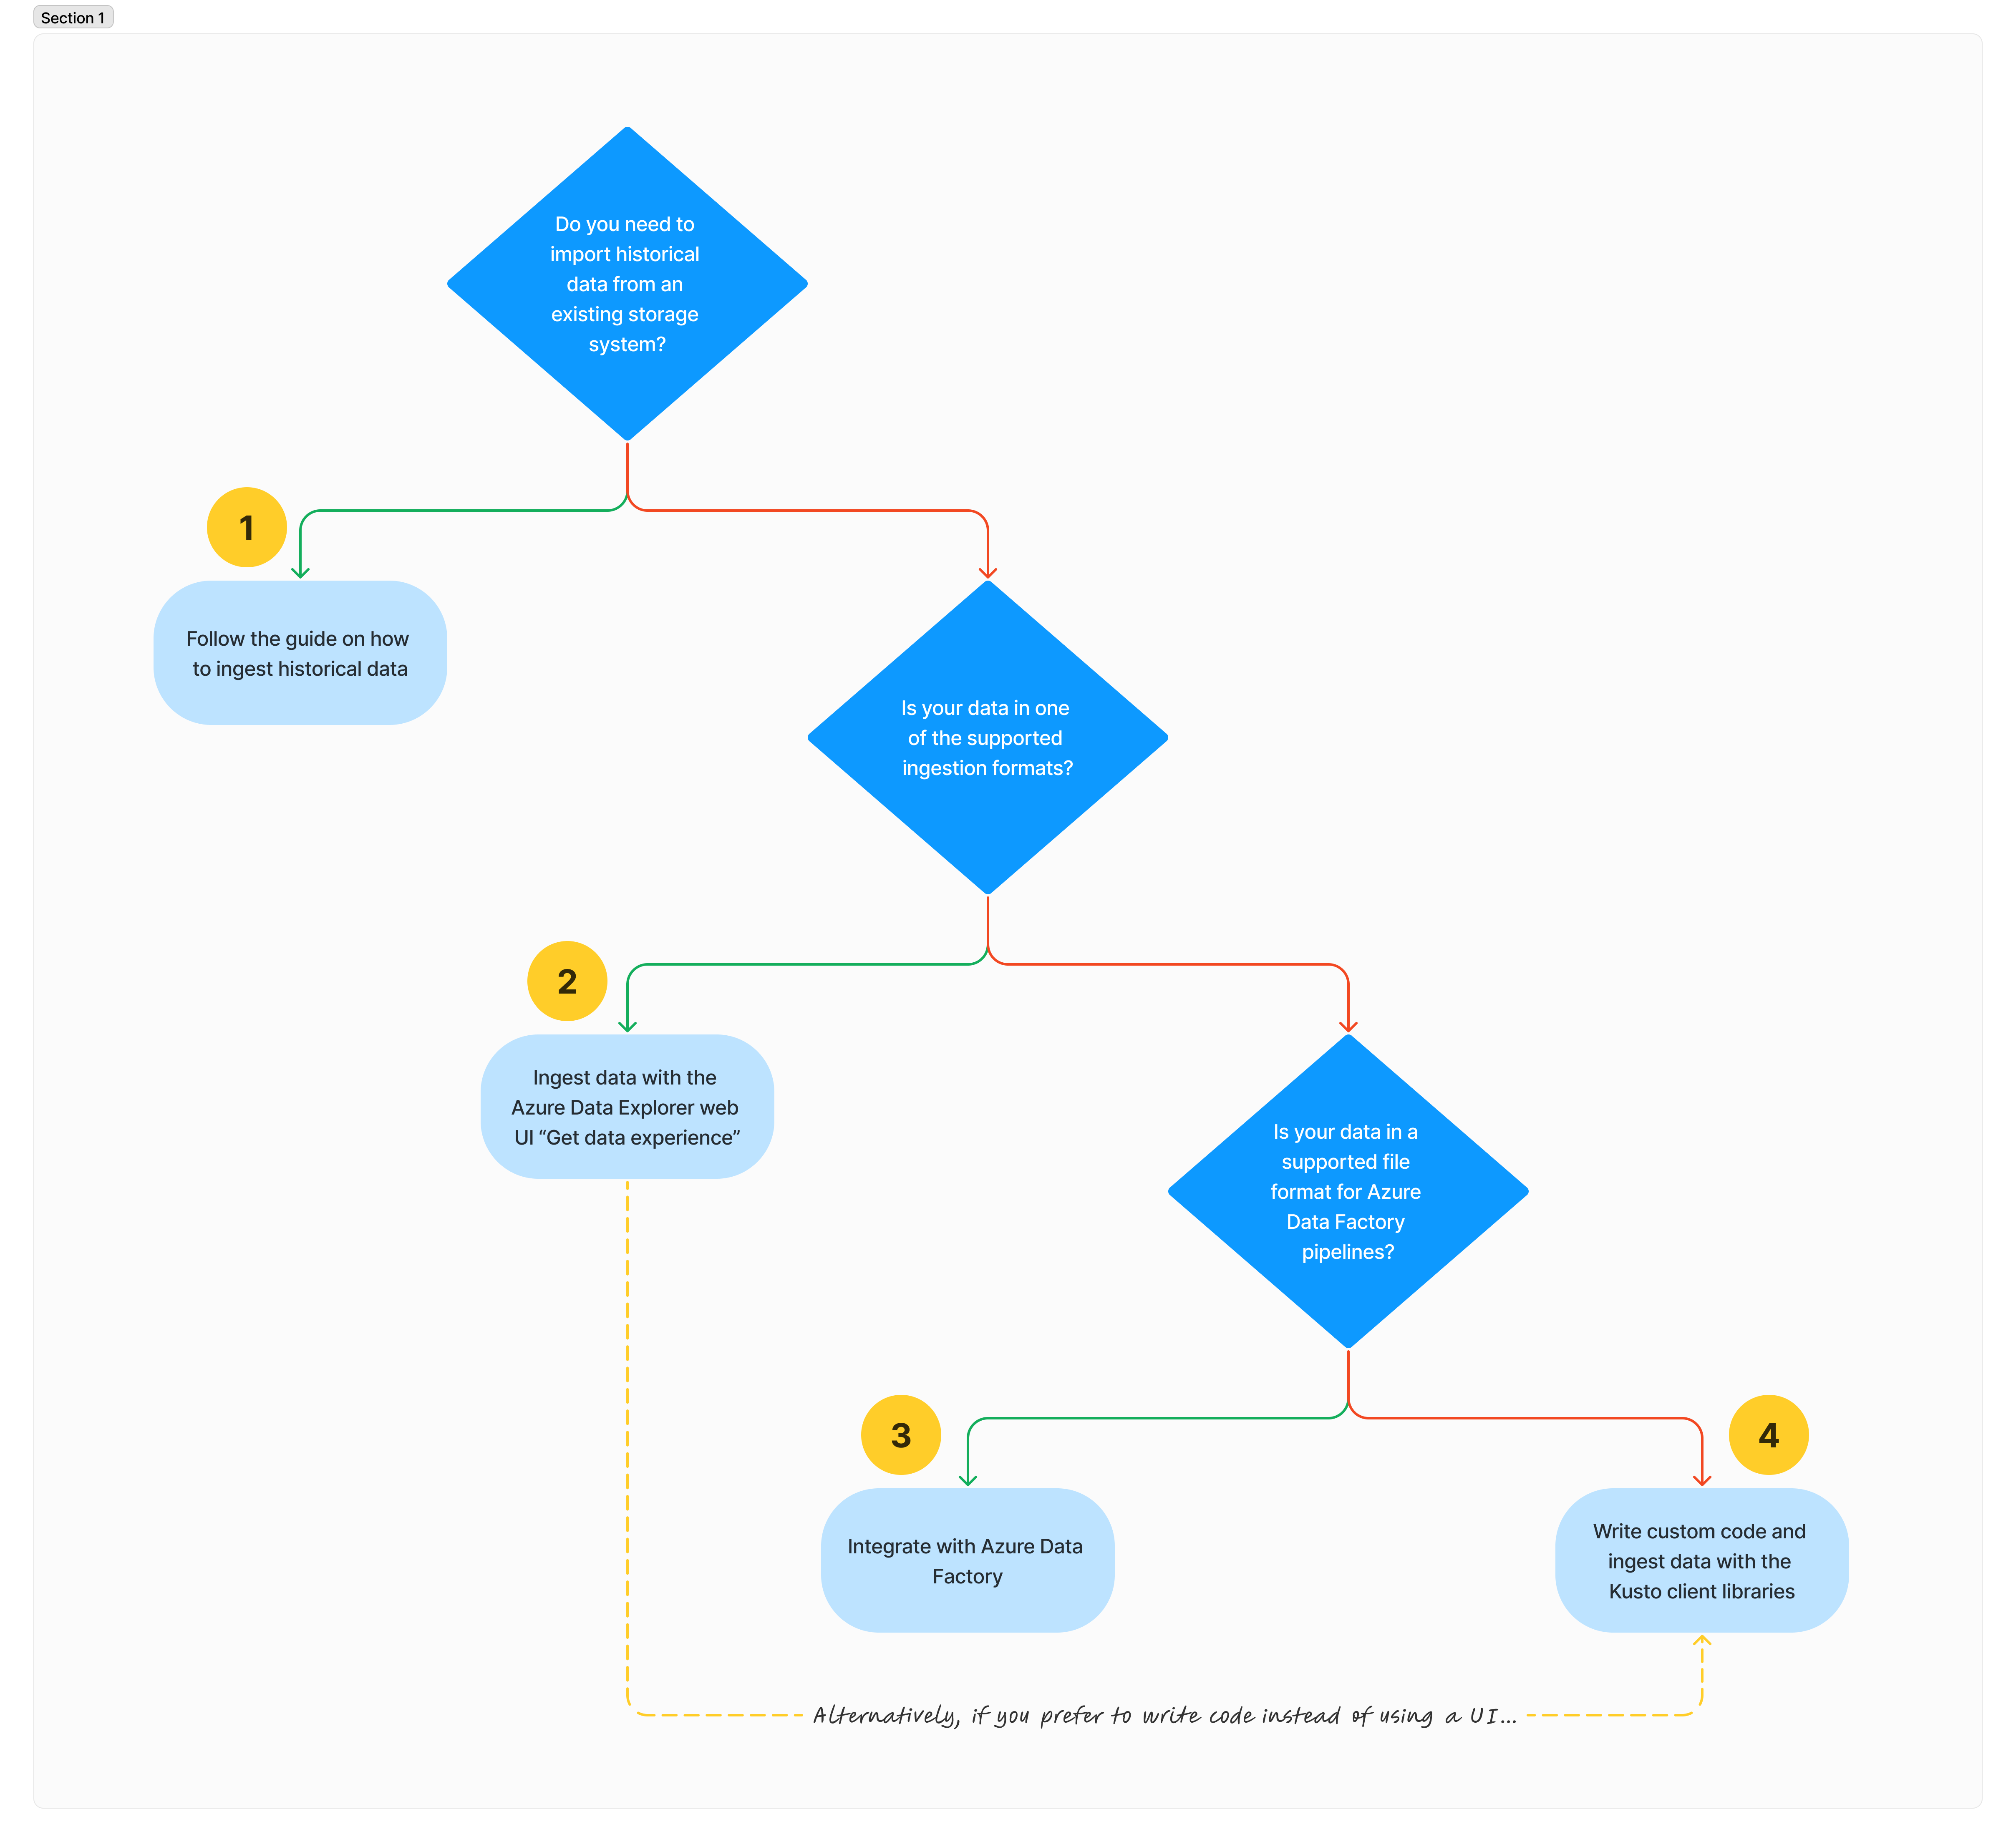 Section 1
Do you need to
import historical
data from an
existing storage
system?
1
Follow the guide on how
to ingest historical data
Is your data in one
of the supported
ingestion formats?
2
Ingest data with the
Azure Data Explorer web
UI “Get data experience”
Is your data in a
supported file
format for Azure
Data Factory
pipelines?
3
Integrate with Azure Data
Factory
4
Write custom code and
ingest data with the
Kusto client libraries
Alternatively, if you prefer to write code instead of using a UI...